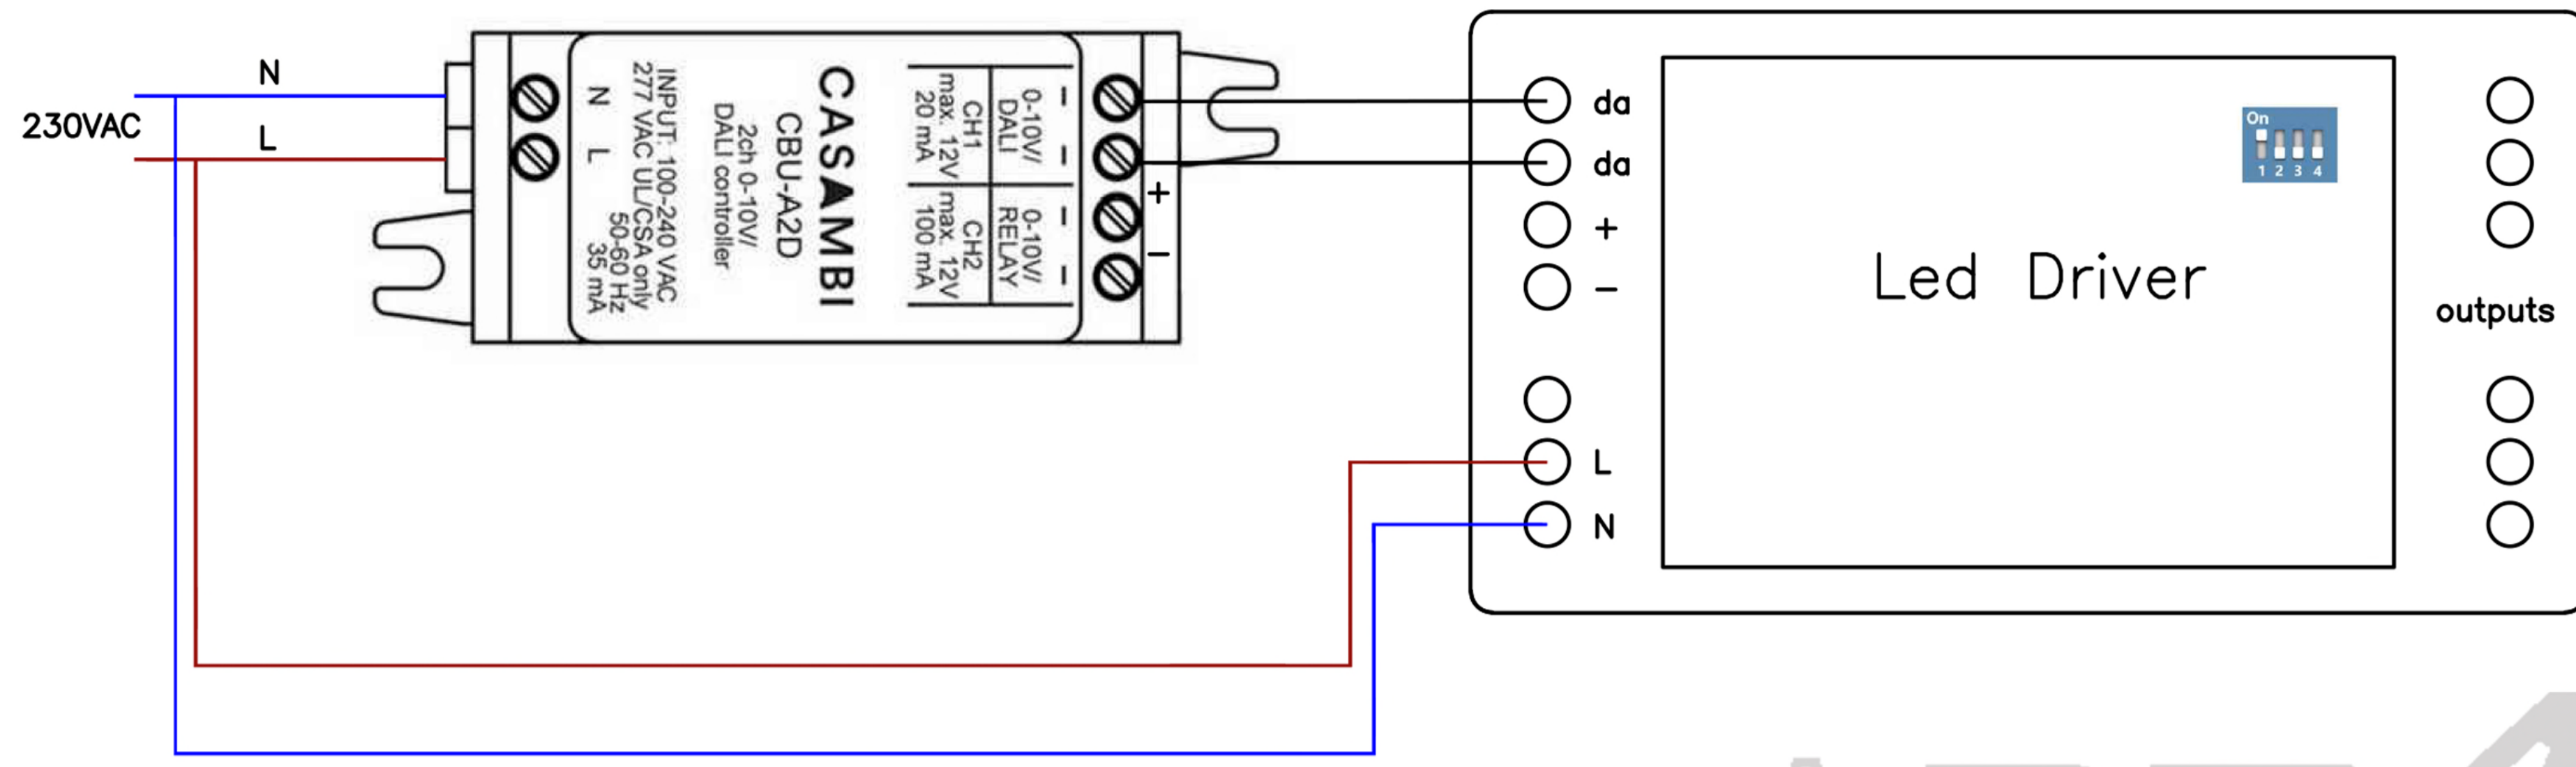 N
230VAC
L
N
L
INPUT: 100-240 VAC
277 VAC UL/CSA only
50-60 Hz
35 mA
2ch 0-10V/
DALI controller
CBU-A2D
CASAMBI
0-10V/
DALI
CH1
max. 12V
20 mA
0-10V/
RELAY
CH2
max. 12V
100 mA
-
-
-
-
+
-
da
da
+
-
L
N
On
1 2 3 4
Led Driver
outputs